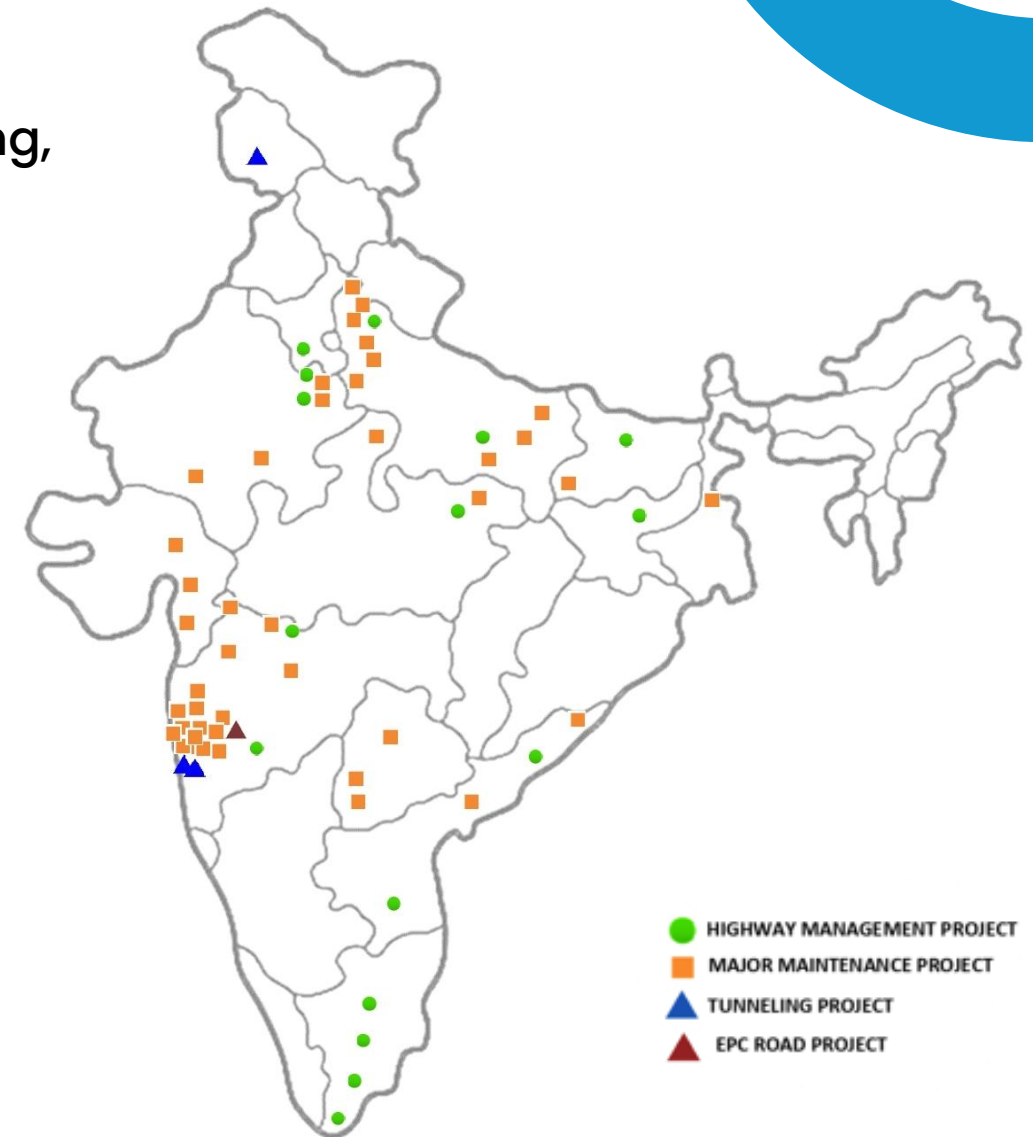 ng,
HIGHWAY MANAGEMENT PROJECT
MAJOR MAINTENANCE PROJECT
TUNNELING PROJECT
EPC ROAD PROJECT